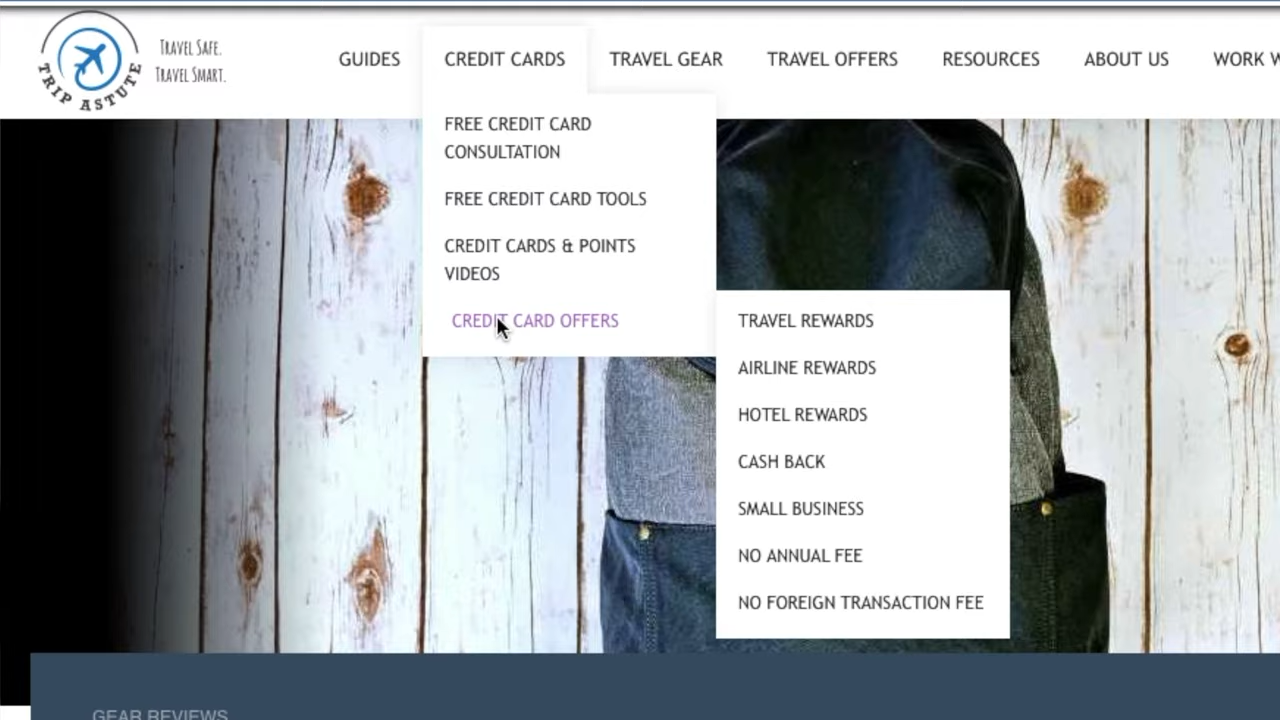 TRIP ASTUTE
TRAVEL SAFE.
TRAVEL SMART.
GUIDES
CREDIT CARDS
TRAVEL GEAR
TRAVEL OFFERS
RESOURCES
ABOUT US
WORK W
FREE CREDIT CARD
CONSULTATION
FREE CREDIT CARD TOOLS
CREDIT CARDS & POINTS
VIDEOS
CREDIT CARD OFFERS
TRAVEL REWARDS
AIRLINE REWARDS
HOTEL REWARDS
CASH BACK
SMALL BUSINESS
NO ANNUAL FEE
NO FOREIGN TRANSACTION FEE
GEAR REVIEWS